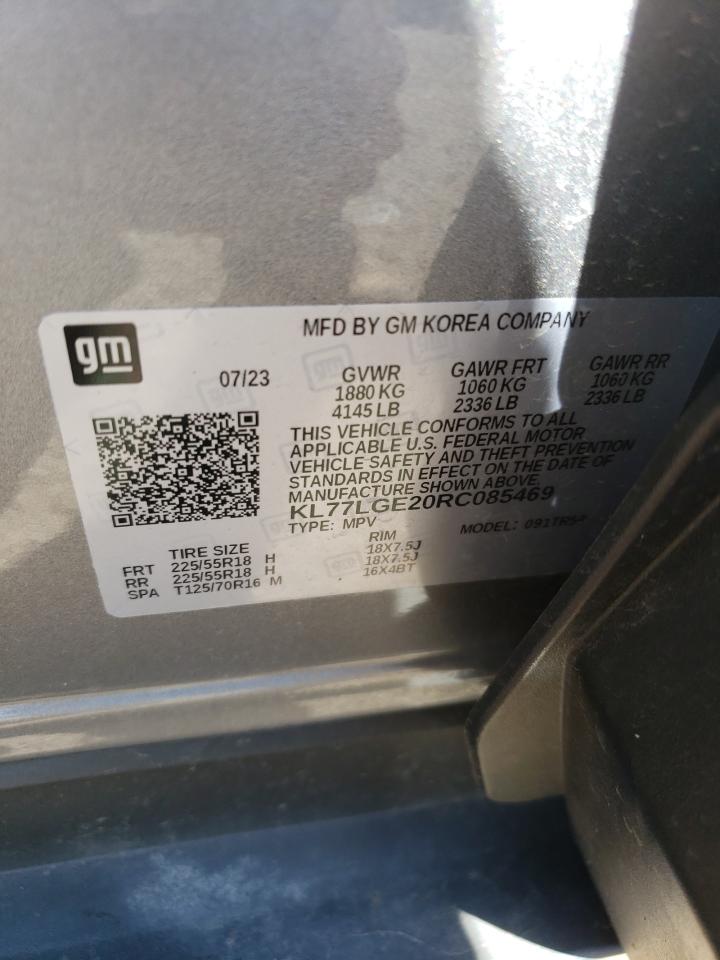 gm
MFD BY GM KOREA COMPANY
07/23
GVWR
1880 KG
4145 LB
GAWR FRT
1060 KG
2336 LB
GAWR RR
1060 KG
2336 LB
THIS VEHICLE CONFORMS TO ALL
APPLICABLE U.S. FEDERAL MOTOR
VEHICLE SAFETY AND THEFT PREVENTION
STANDARDS IN EFFECT ON THE DATE OF
MANUFACTURE SHOWN ABOVE.
KL77LGE20RC085469
TYPE: MPV
MODEL:
TIRE SIZE
RIM
FRT 225/55R18 H 18X7.5J
RR 225/55R18 H 18X7.5J
SPA T125/70R16 M 16X4BT